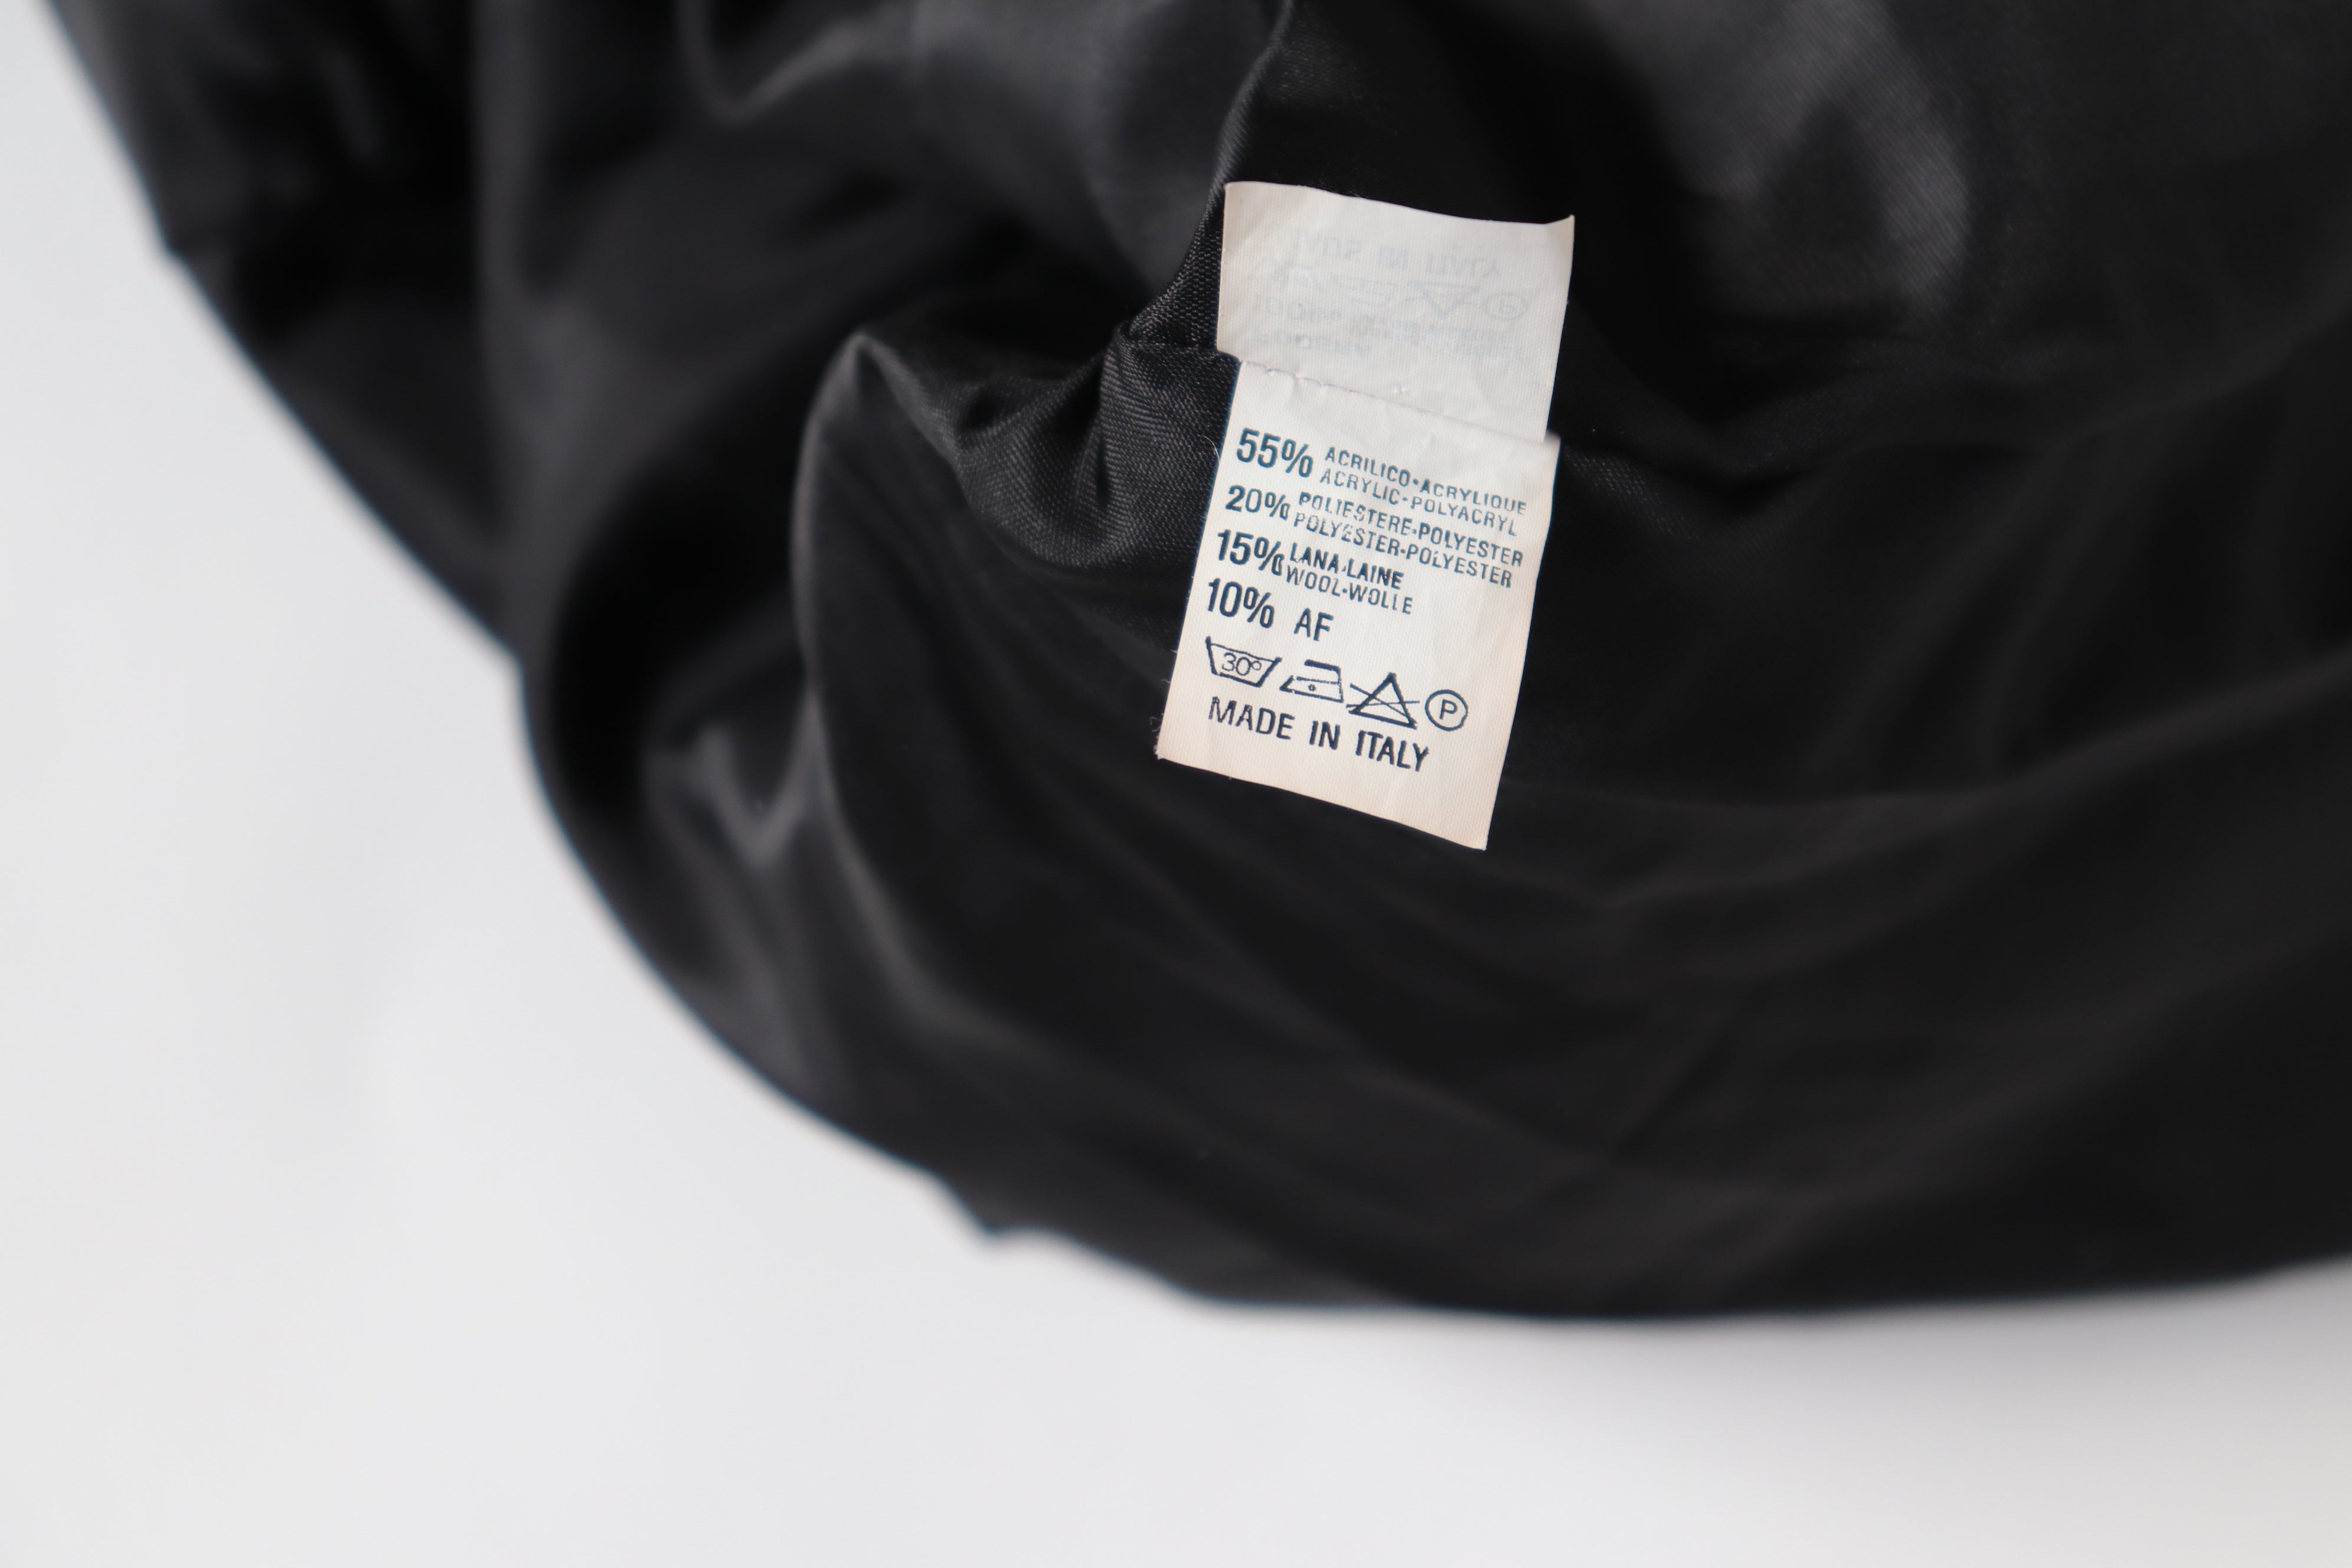 55% ACRILICO•ACRYLIQUE
ACRYLIC-POLYACRYL
20% POLIESTERE•POLYESTER
POLYESTER•POLYESTER
15% LANA•LAINE
WOOL•WOLLE
10% AF
30° P
MADE IN ITALY